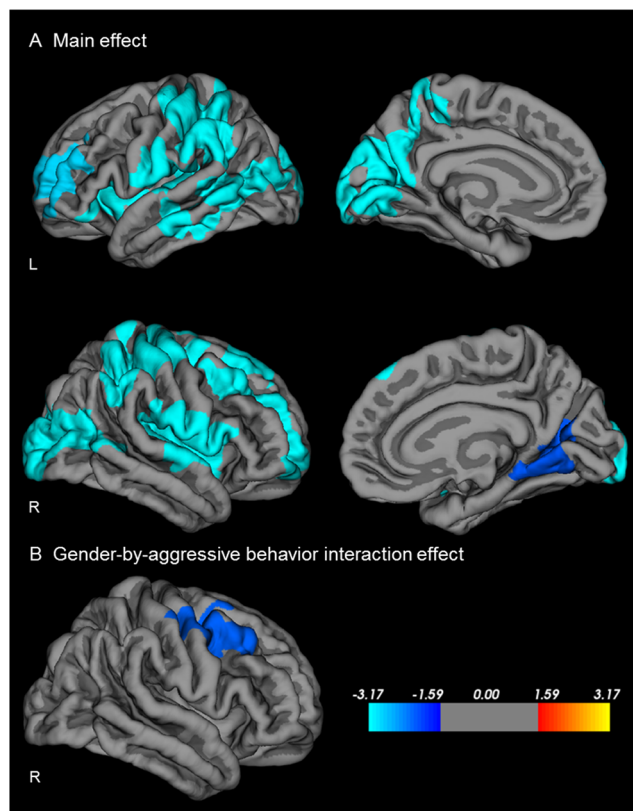 A Main effect
L
R
B Gender-by-aggressive behavior interaction effect
-3.17 -1.59 0.00 1.59 3.17
R